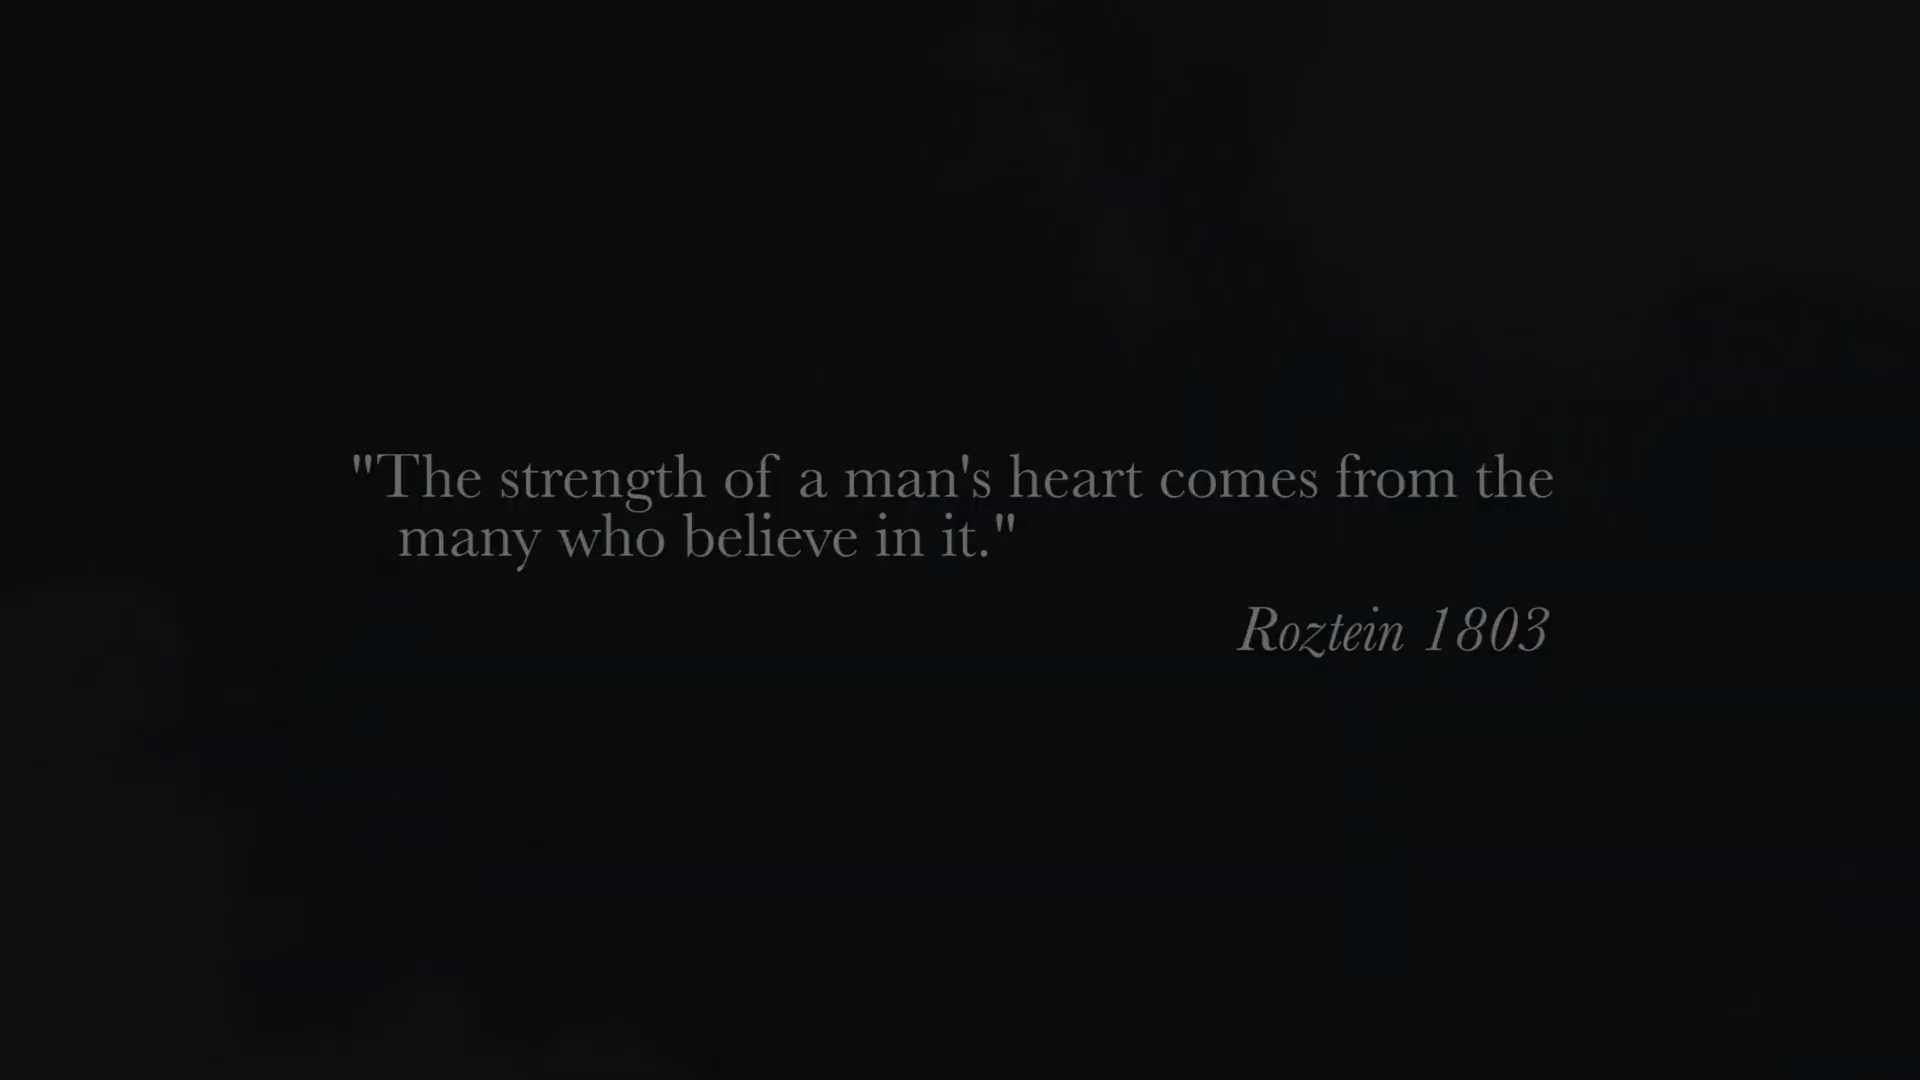 "The strength of a man's heart comes from the
many who believe in it."
Roztein 1803